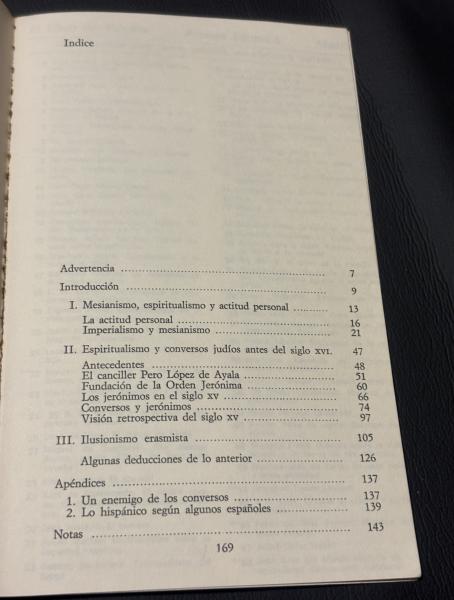 Indice
Advertencia ........................................................ 7
Introducción ........................................................ 9
I. Mesianismo, espiritualismo y actitud personal .......... 13
La actitud personal ........................................ 16
Imperialismo y mesianismo ........................... 21
II. Espiritualismo y conversos judíos antes del siglo XVI. 47
Antecedentes ................................................ 48
El canciller Pero López de Ayala ................... 51
Fundación de la Orden Jerónima ................... 60
Los jerónimos en el siglo XV ........................ 66
Conversos y jerónimos .................................. 74
Visión retrospectiva del siglo XV ................... 97
III. Ilusionismo erasmista ........................................ 105
Algunas deducciones de lo anterior ................ 126
Apéndices ........................................................ 137
1. Un enemigo de los conversos ........................ 137
2. Lo hispánico según algunos españoles ............. 139
Notas ............................................................ 143
169